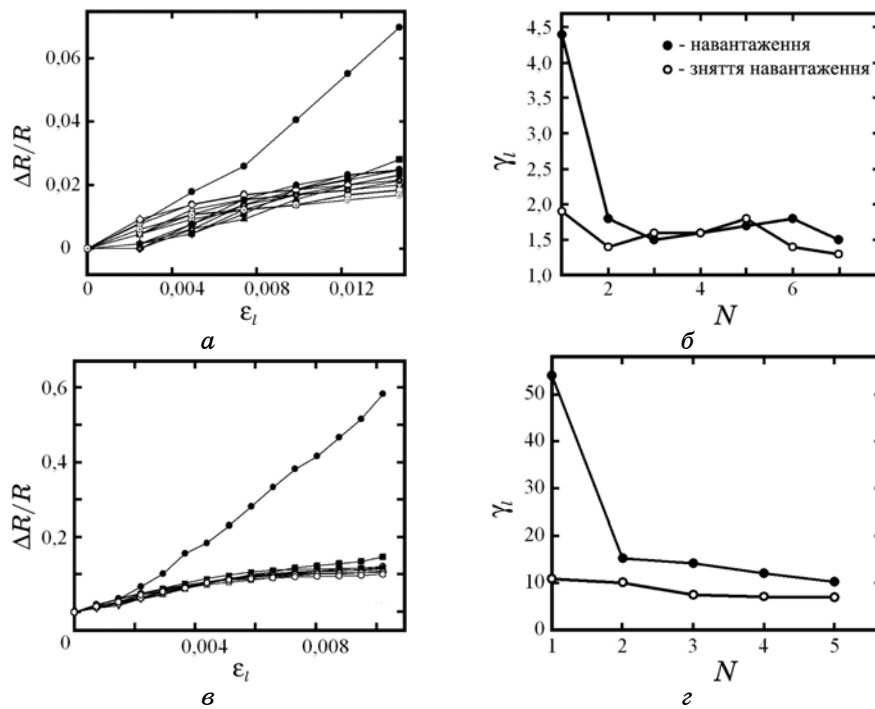 0,06
0,04
0,02
0
ΔR/R
0 0,004 0,008 0,012
ε_l
а
4,5
4,0
3,5
3,0
2,5
2,0
1,5
1,0
γ_l
● - навантаження
○ - зняття навантаження
2 4 6
N
б
0,6
0,4
0,2
0
ΔR/R
0,004 0,008
ε_l
в
50
40
30
20
10
0
γ_l
1 2 3 4 5
N
г